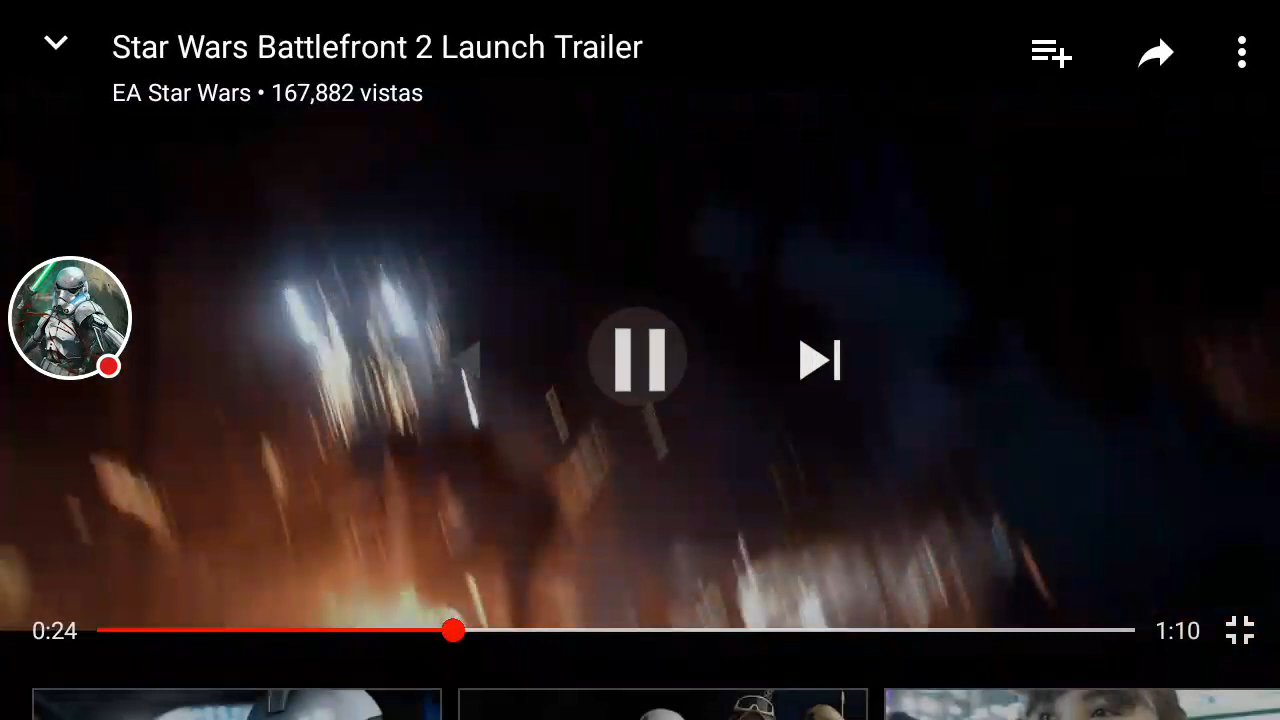 Star Wars Battlefront 2 Launch Trailer
EA Star Wars • 167,882 vistas
0:24
1:10